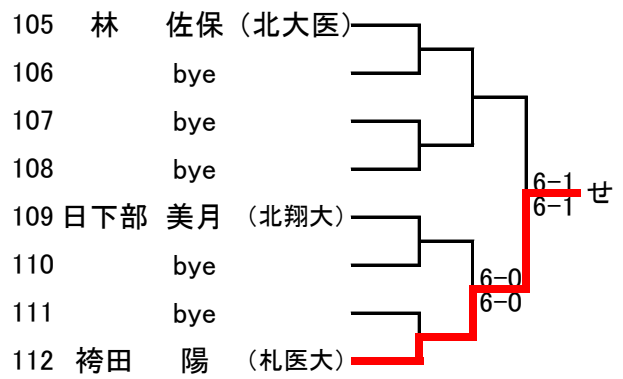 105 林 佐保（北大医）
106 bye
107 bye
108 bye
6-1
6-1 せ
109 日下部 美月（北翔大）
110 bye
6-0
6-0
111 bye
112 袴田 陽（札医大）